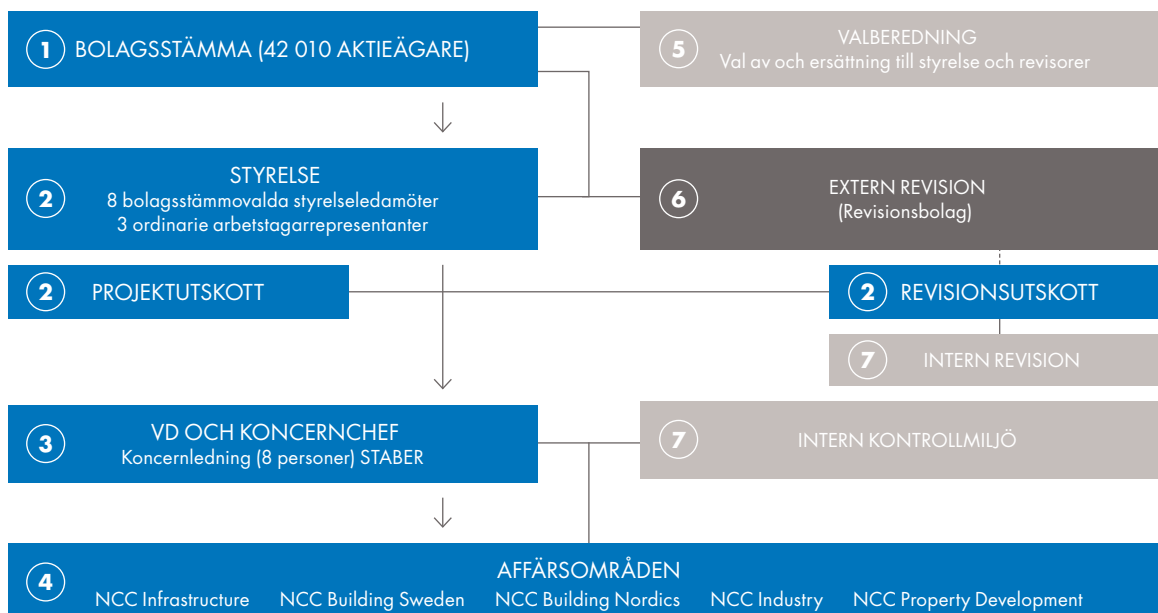 1 BOLAGSSTÄMMA (42 010 AKTIEÄGARE)
5 VALBEREDNING
Val av och ersättning till styrelse och revisorer
2 STYRELSE
8 bolagsstämmovalda styrelseledamöter
3 ordinarie arbetstagarrepresentanter
6 EXTERN REVISION
(Revisionsbolag)
2 PROJEKTUTSKOTT
2 REVISIONSUTSKOTT
7 INTERN REVISION
3 VD OCH KONCERNCHEF
Koncernledning (8 personer) STABER
7 INTERN KONTROLLMILJÖ
4 AFFÄRSOMRÅDEN
NCC Infrastructure NCC Building Sweden NCC Building Nordics NCC Industry NCC Property Development